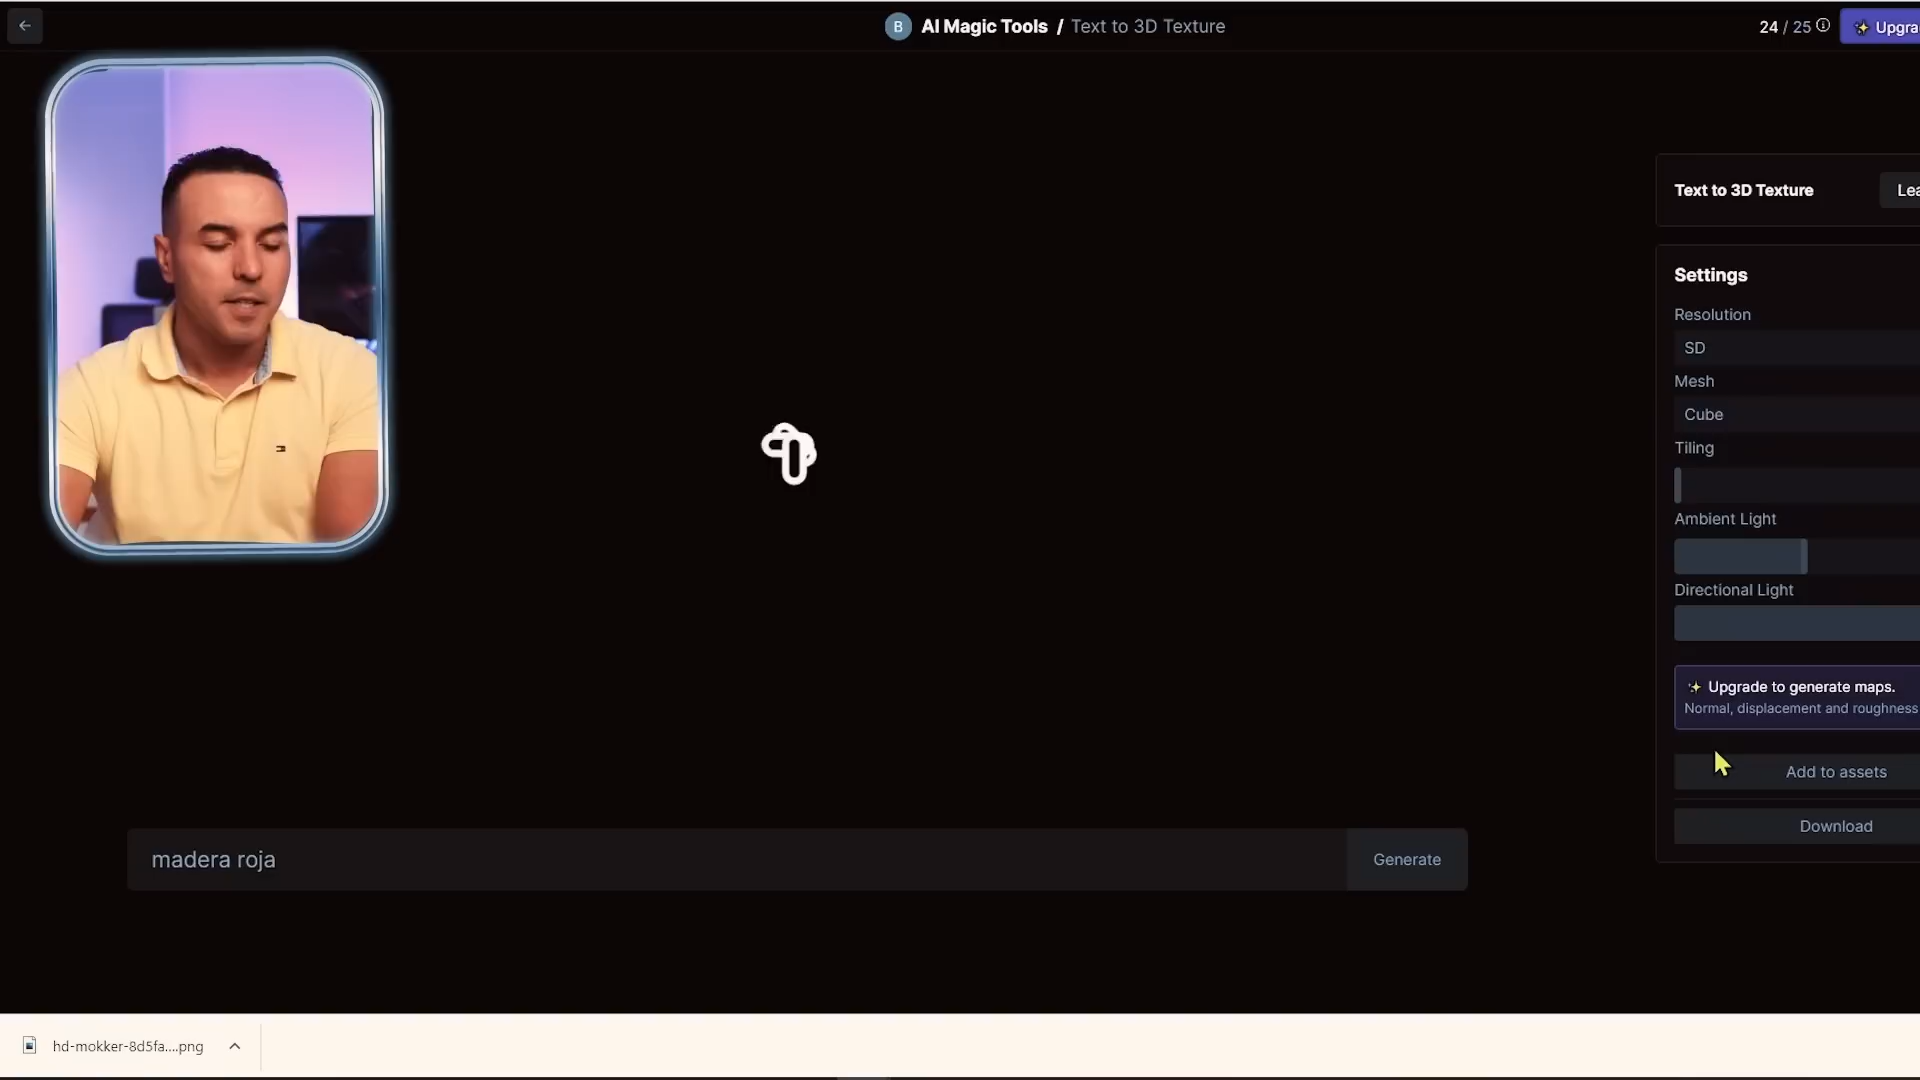 B AI Magic Tools / Text to 3D Texture
24 / 25
Upgra
Text to 3D Texture
Lea
Settings
Resolution
SD
Mesh
Cube
Tiling
Ambient Light
Directional Light
Upgrade to generate maps.
Normal, displacement and roughness
Add to assets
Download
madera roja
Generate
hd-mokker-8d5fa....png